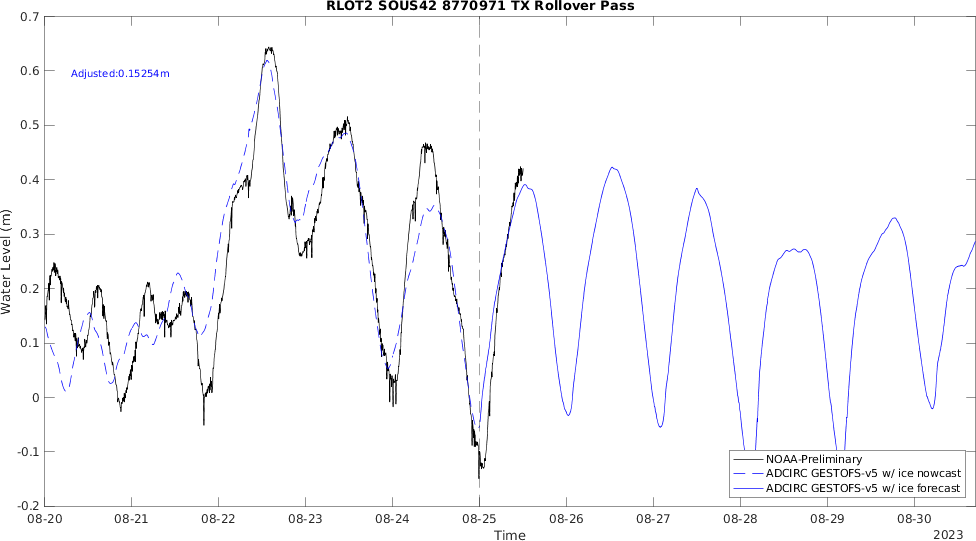 RLOT2 SOUS42 8770971 TX Rollover Pass
0.7
0.6
0.5
0.4
0.3
0.2
0.1
0
-0.1
-0.2
Water Level (m)
Adjusted:0.15254m
NOAA-Preliminary
ADCIRC GESTOFS-v5 w/ ice nowcast
ADCIRC GESTOFS-v5 w/ ice forecast
08-20 08-21 08-22 08-23 08-24 08-25 08-26 08-27 08-28 08-29 08-30
Time
2023